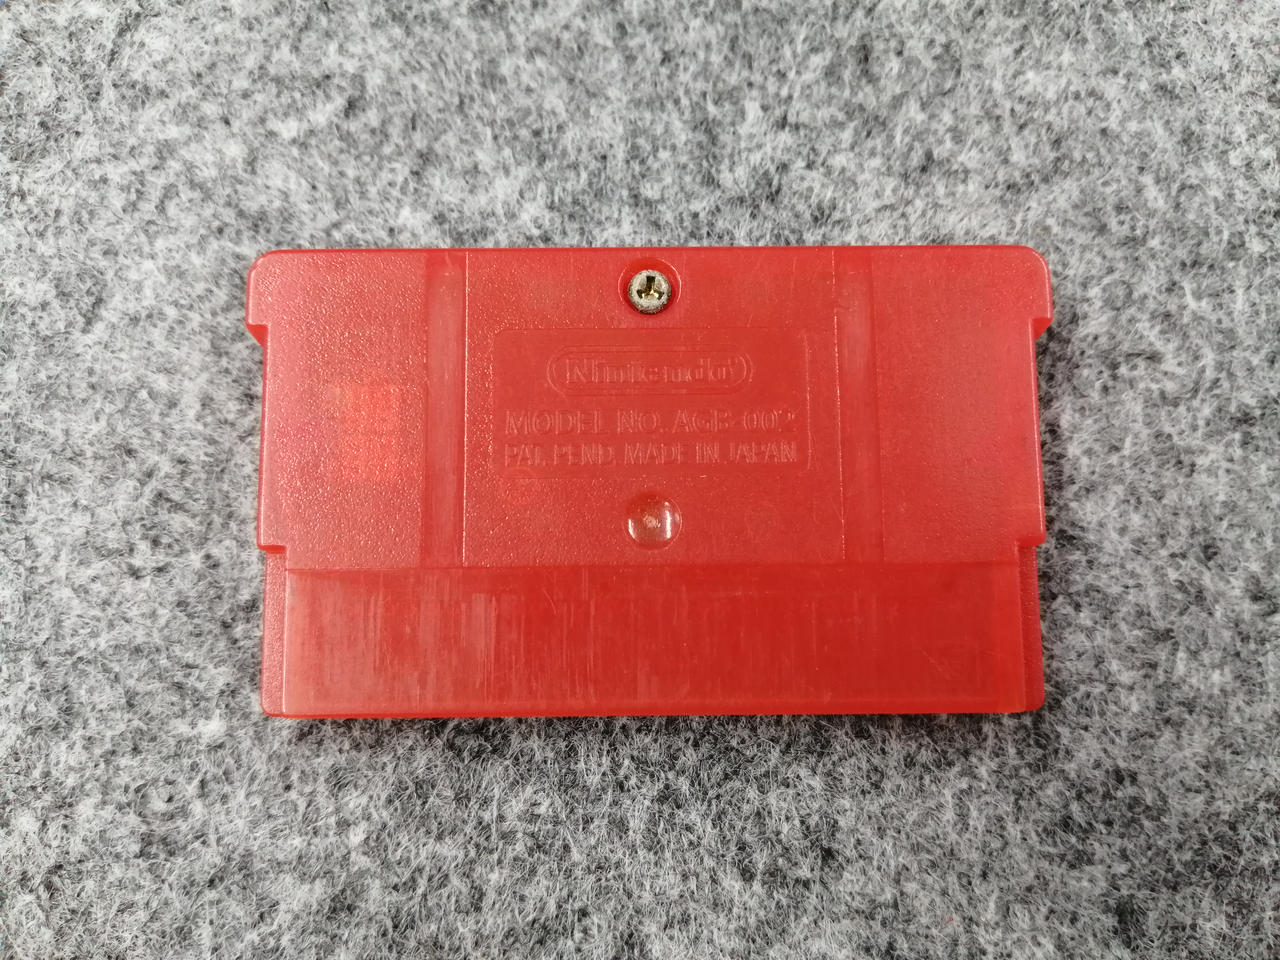 Nintendo®
MODEL NO. AGB-002
PAT. PEND. MADE IN JAPAN